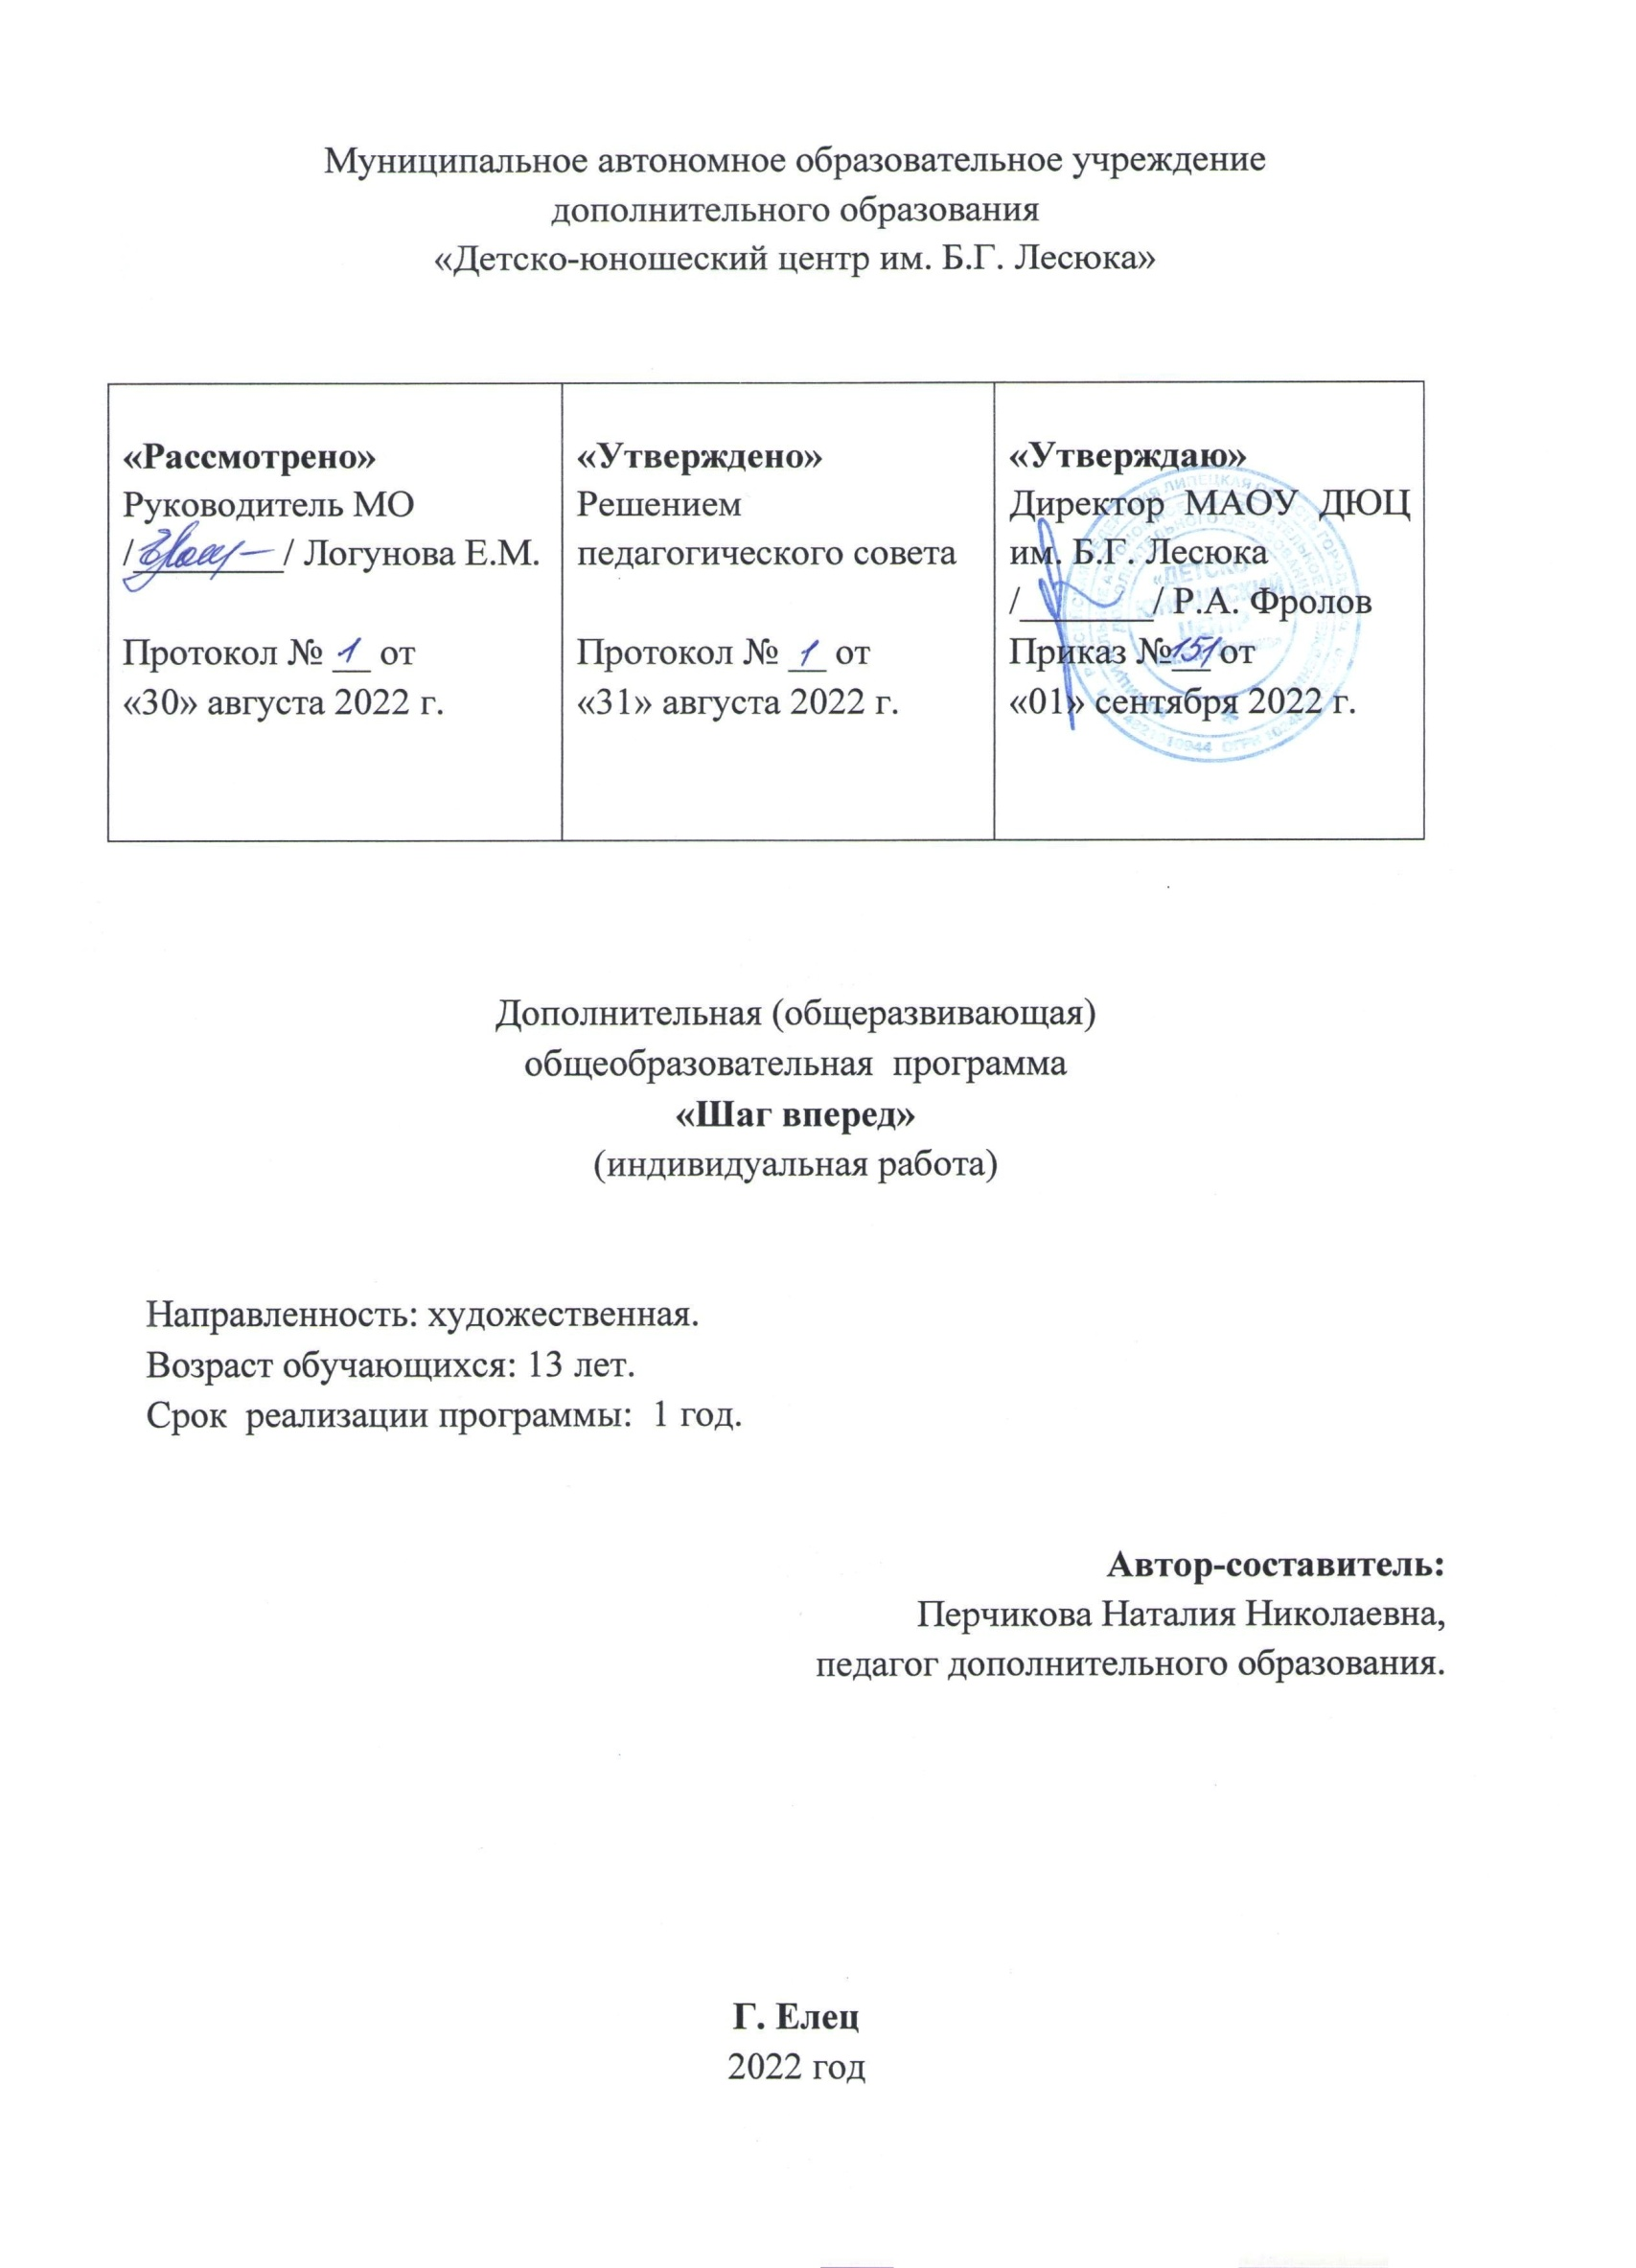 Муниципальное автономное образовательное учреждение
дополнительного образования
«Детско-юношеский центр им. Б.Г. Лесюка»
«Рассмотрено»
Руководитель МО
/________/ Логунова Е.М.
Протокол № 1 от
«30» августа 2022 г.
«Утверждено»
Решением
педагогического совета
Протокол № 1 от
«31» августа 2022 г.
«Утверждаю»
Директор МАОУ ДЮЦ
им. Б.Г. Лесюка
/_______/ Р.А. Фролов
Приказ №151 от
«01» сентября 2022 г.
Дополнительная (общеразвивающая)
общеобразовательная программа
«Шаг вперед»
(индивидуальная работа)
Направленность: художественная.
Возраст обучающихся: 13 лет.
Срок реализации программы: 1 год.
Автор-составитель:
Перчикова Наталия Николаевна,
педагог дополнительного образования.
Г. Елец
2022 год